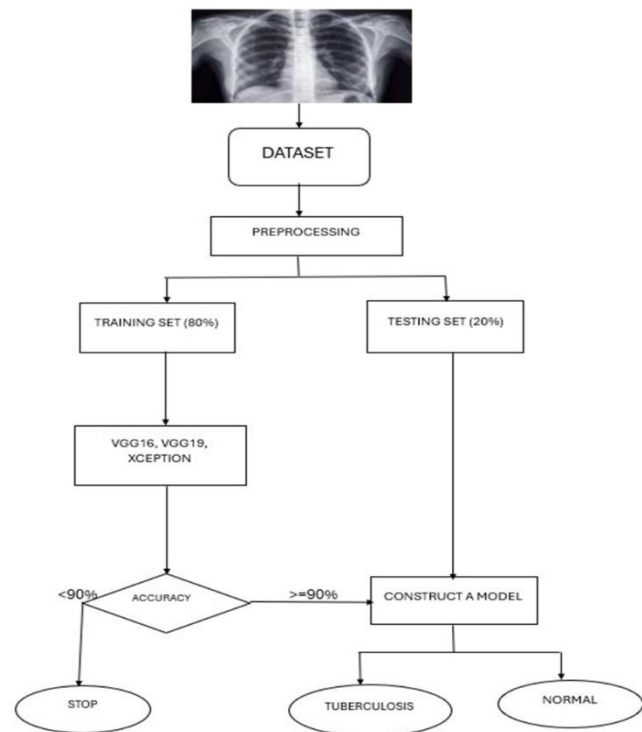 DATASET
PREPROCESSING
TRAINING SET (80%)
TESTING SET (20%)
VGG16, VGG19,
XCEPTION
<90%
ACCURACY
>=90%
CONSTRUCT A MODEL
STOP
TUBERCULOSIS
NORMAL